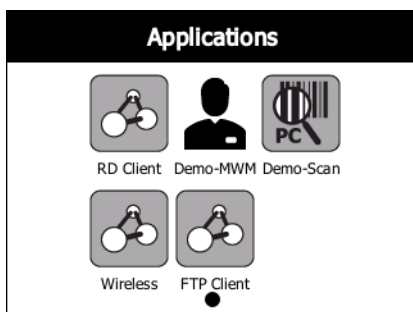 Applications
PC
RD Client Demo-MWM Demo-Scan
Wireless FTP Client